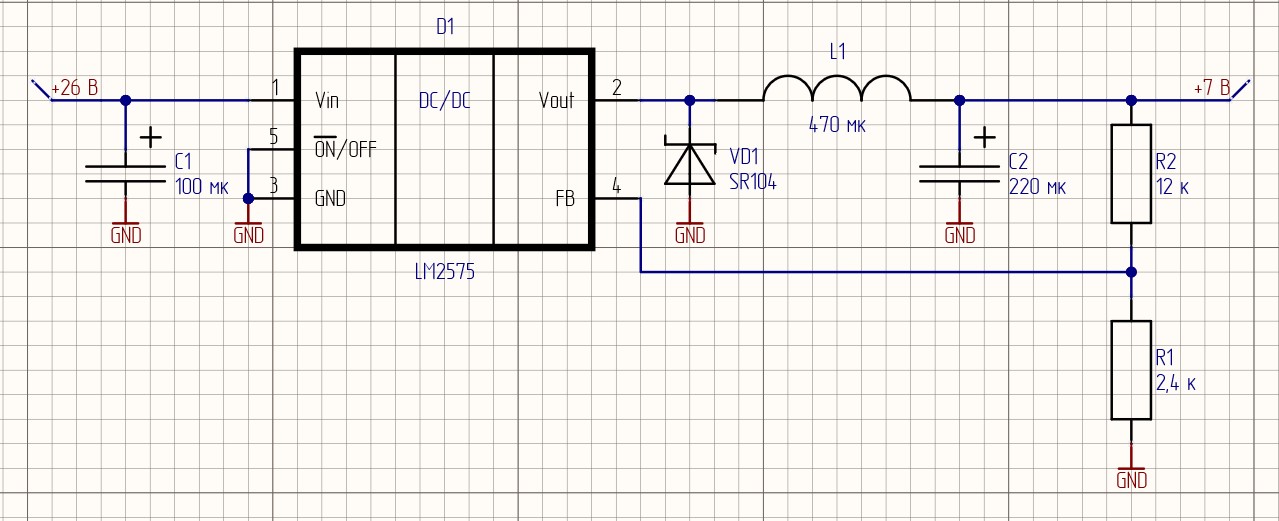 D1
L1
+26 В
1
Vin
DC/DC
Vout
2
+7 В
470 мк
5
ON/OFF
C1
100 мк
VD1
SR104
C2
220 мк
R2
12 к
3
GND
FB
4
GND
GND
GND
GND
LM2575
R1
2,4 к
GND